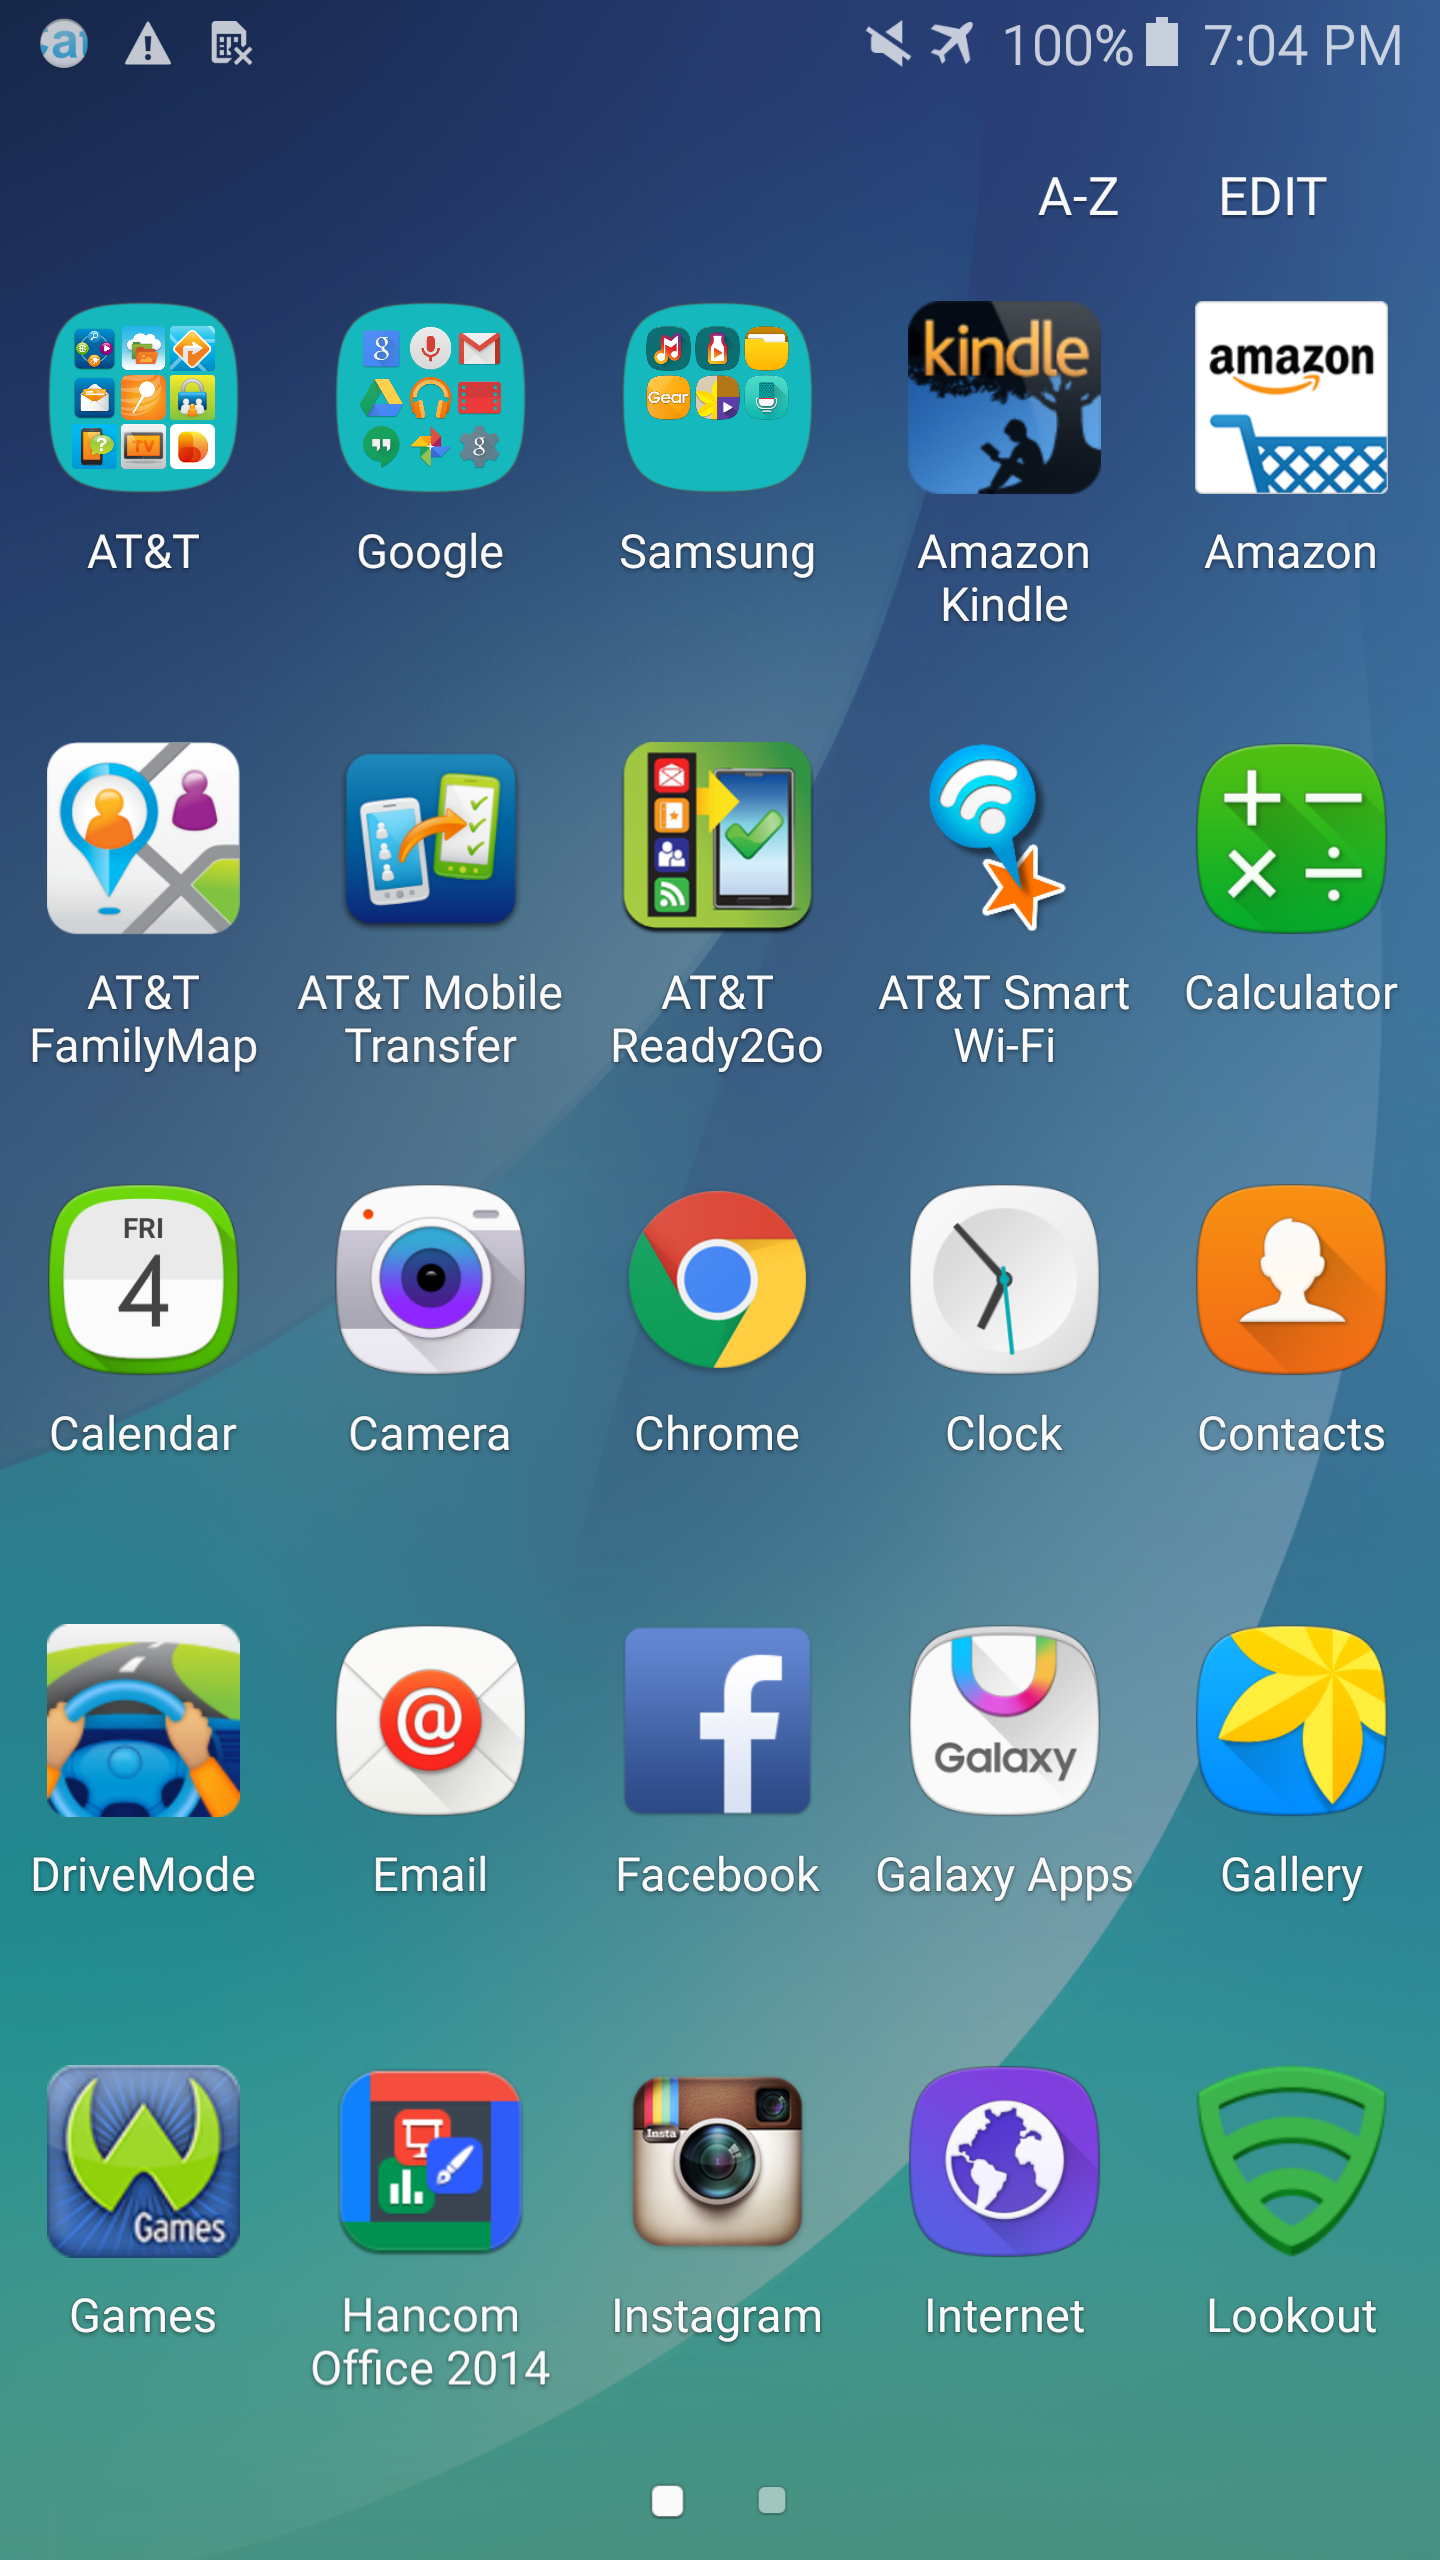 100% 7:04 PM
A-Z EDIT
kindle
amazon
Gear
TV
AT&T Google Samsung Amazon Kindle Amazon
AT&T FamilyMap AT&T Mobile Transfer AT&T Ready2Go AT&T Smart Wi-Fi Calculator
FRI
4
Calendar Camera Chrome Clock Contacts
@
f
Galaxy
DriveMode Email Facebook Galaxy Apps Gallery
Games
Insta
Games Hancom Office 2014 Instagram Internet Lookout